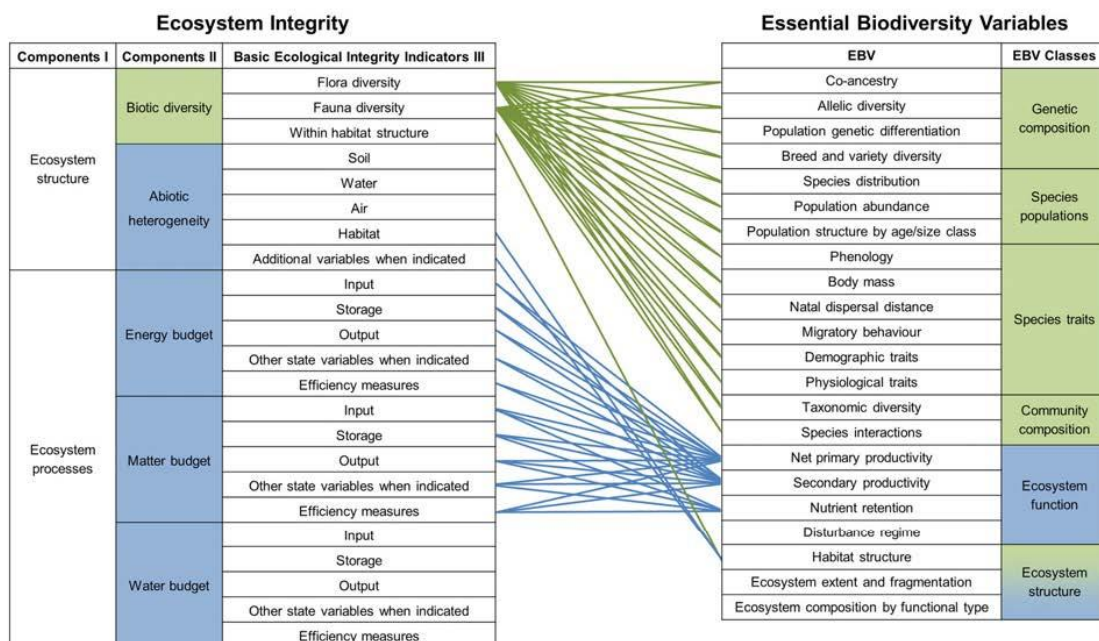 Ecosystem Integrity
Components I Components II Basic Ecological Integrity Indicators III
Ecosystem
structure
Biotic diversity
Flora diversity
Fauna diversity
Within habitat structure
Abiotic
heterogeneity
Soil
Water
Air
Habitat
Additional variables when indicated
Ecosystem
processes
Energy budget
Input
Storage
Output
Other state variables when indicated
Efficiency measures
Matter budget
Input
Storage
Output
Other state variables when indicated
Efficiency measures
Water budget
Input
Storage
Output
Other state variables when indicated
Efficiency measures
Essential Biodiversity Variables
EBV EBV Classes
Co-ancestry
Allelic diversity
Population genetic differentiation
Breed and variety diversity
Genetic
composition
Species distribution
Population abundance
Population structure by age/size class
Species
populations
Phenology
Body mass
Natal dispersal distance
Migratory behaviour
Demographic traits
Physiological traits
Species traits
Taxonomic diversity
Species interactions
Community
composition
Net primary productivity
Secondary productivity
Nutrient retention
Disturbance regime
Ecosystem
function
Habitat structure
Ecosystem extent and fragmentation
Ecosystem composition by functional type
Ecosystem
structure